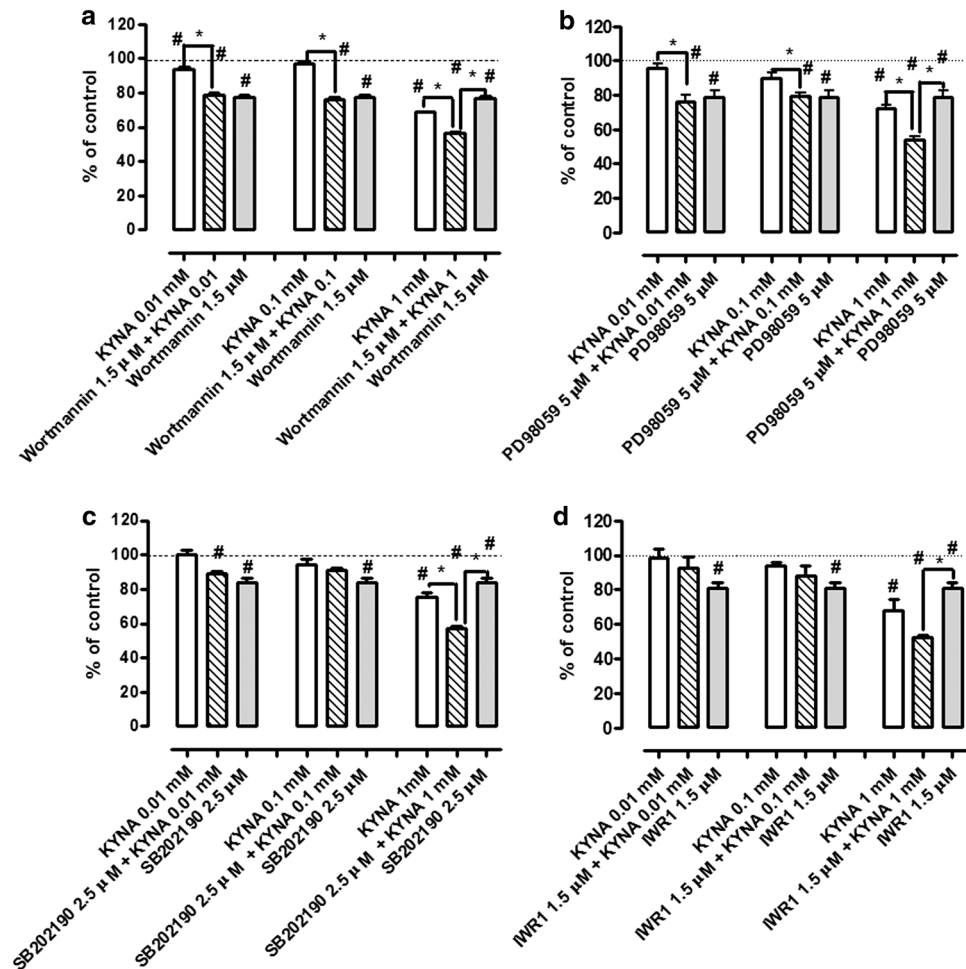 a
120
100
80
60
40
20
0
% of control
# * #
#
* #
#
# * # * #
KYNA 0.01 mM
Wortmannin 1.5 µM + KYNA 0.01
Wortmannin 1.5 µM
KYNA 0.1 mM
Wortmannin 1.5 µM + KYNA 0.1
Wortmannin 1.5 µM
KYNA 1 mM
Wortmannin 1.5 µM + KYNA 1
Wortmannin 1.5 µM
b
120
100
80
60
40
20
0
% of control
* #
#
* #
#
# * # * #
KYNA 0.01 mM
PD98059 5 µM + KYNA 0.01 mM
PD98059 5 µM
KYNA 0.1 mM
PD98059 5 µM + KYNA 0.1 mM
PD98059 5 µM
KYNA 1 mM
PD98059 5 µM + KYNA 1 mM
PD98059 5 µM
c
120
100
80
60
40
20
0
% of control
#
#
#
# * # * #
KYNA 0.01 mM
SB202190 2.5 µM + KYNA 0.01 mM
SB202190 2.5 µM
KYNA 0.1 mM
SB202190 2.5 µM + KYNA 0.1 mM
SB202190 2.5 µM
KYNA 1mM
SB202190 2.5 µM + KYNA 1 mM
SB202190 2.5 µM
d
120
100
80
60
40
20
0
% of control
#
#
# # * #
KYNA 0.01 mM
IWR1 1.5 µM + KYNA 0.01 mM
IWR1 1.5 µM
KYNA 0.1 mM
IWR1 1.5 µM + KYNA 0.1 mM
IWR1 1.5 µM
KYNA 1 mM
IWR1 1.5 µM + KYNA 1 mM
IWR1 1.5 µM